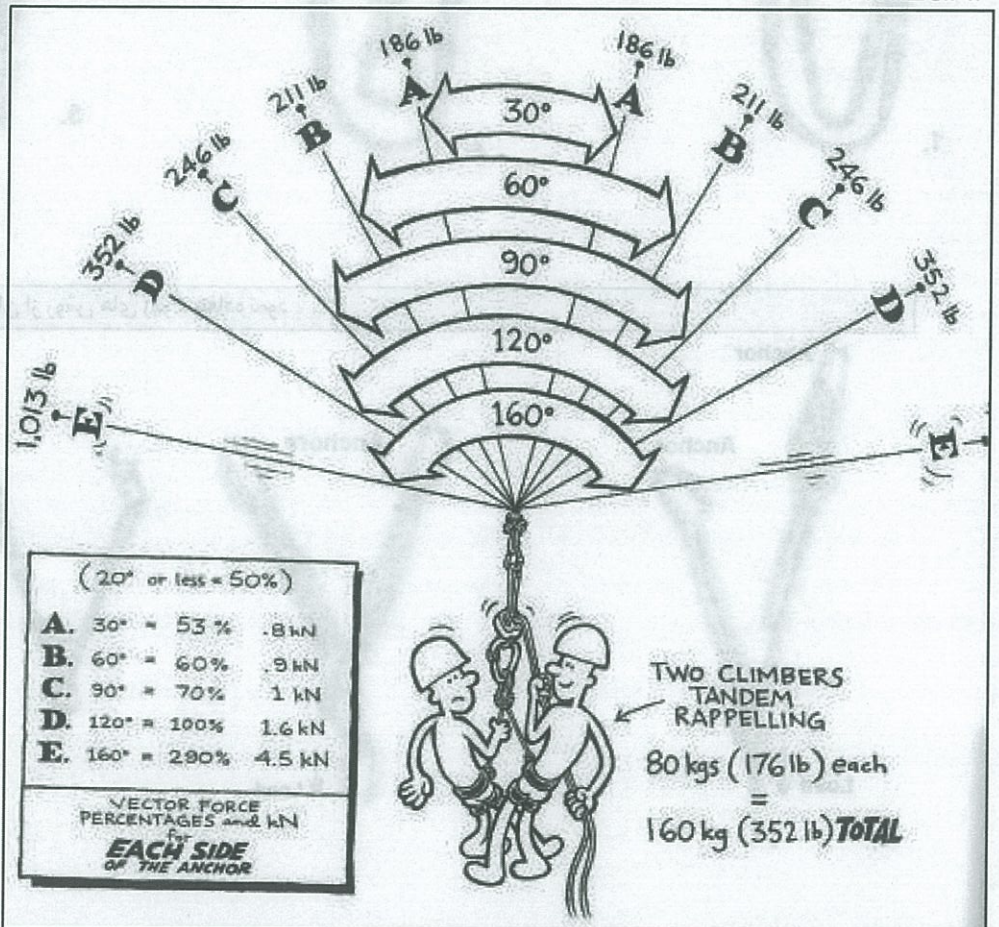 186 lb
186 lb
211 lb
211 lb
246 lb
246 lb
352 lb
352 lb
1,013 lb
A
A
B
B
C
C
D
D
E
E
30°
60°
90°
120°
160°
(20° or less = 50%)
A. 30° = 53% .8 kN
B. 60° = 60% .9 kN
C. 90° = 70% 1 kN
D. 120° = 100% 1.6 kN
E. 160° = 290% 4.5 kN
VECTOR FORCE
PERCENTAGES and kN
for
EACH SIDE
OF THE ANCHOR
TWO CLIMBERS
TANDEM
RAPPELLING
80 kgs (176 lb) each
=
160 kg (352 lb) TOTAL